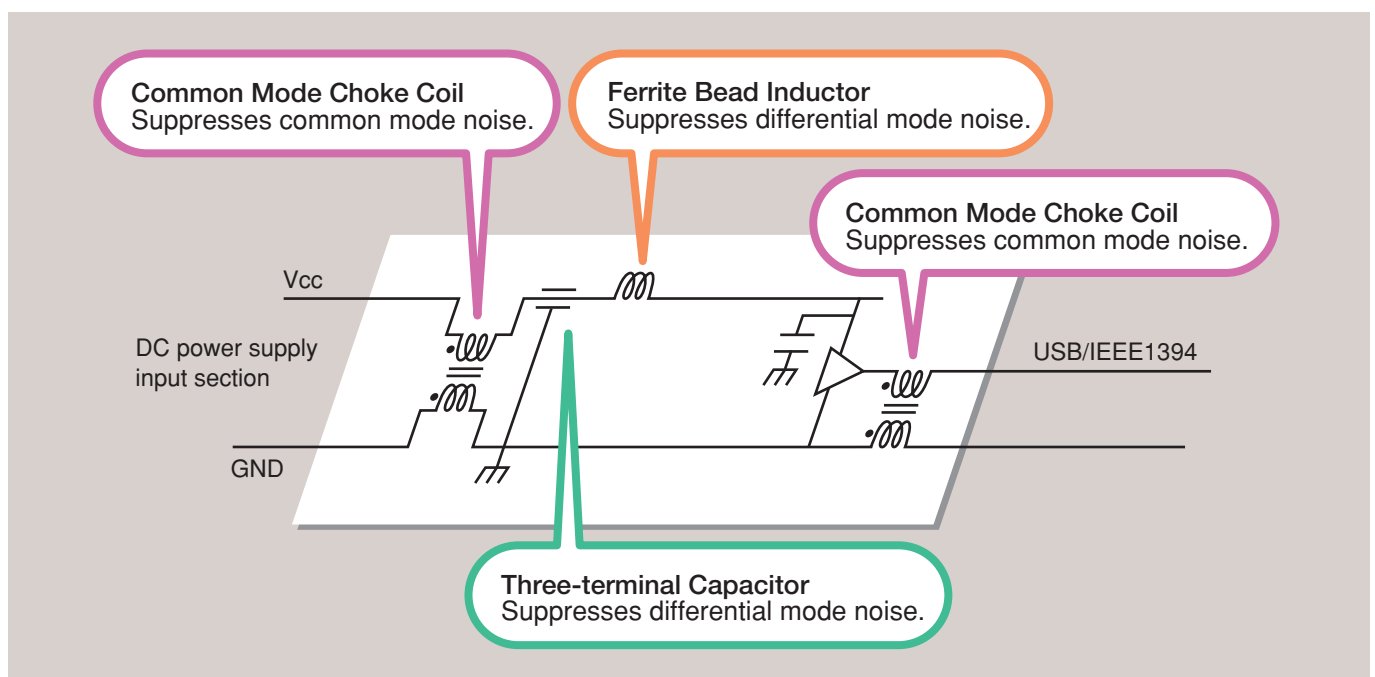 Common Mode Choke Coil
Suppresses common mode noise.
Ferrite Bead Inductor
Suppresses differential mode noise.
Common Mode Choke Coil
Suppresses common mode noise.
Vcc
DC power supply
input section
USB/IEEE1394
GND
Three-terminal Capacitor
Suppresses differential mode noise.